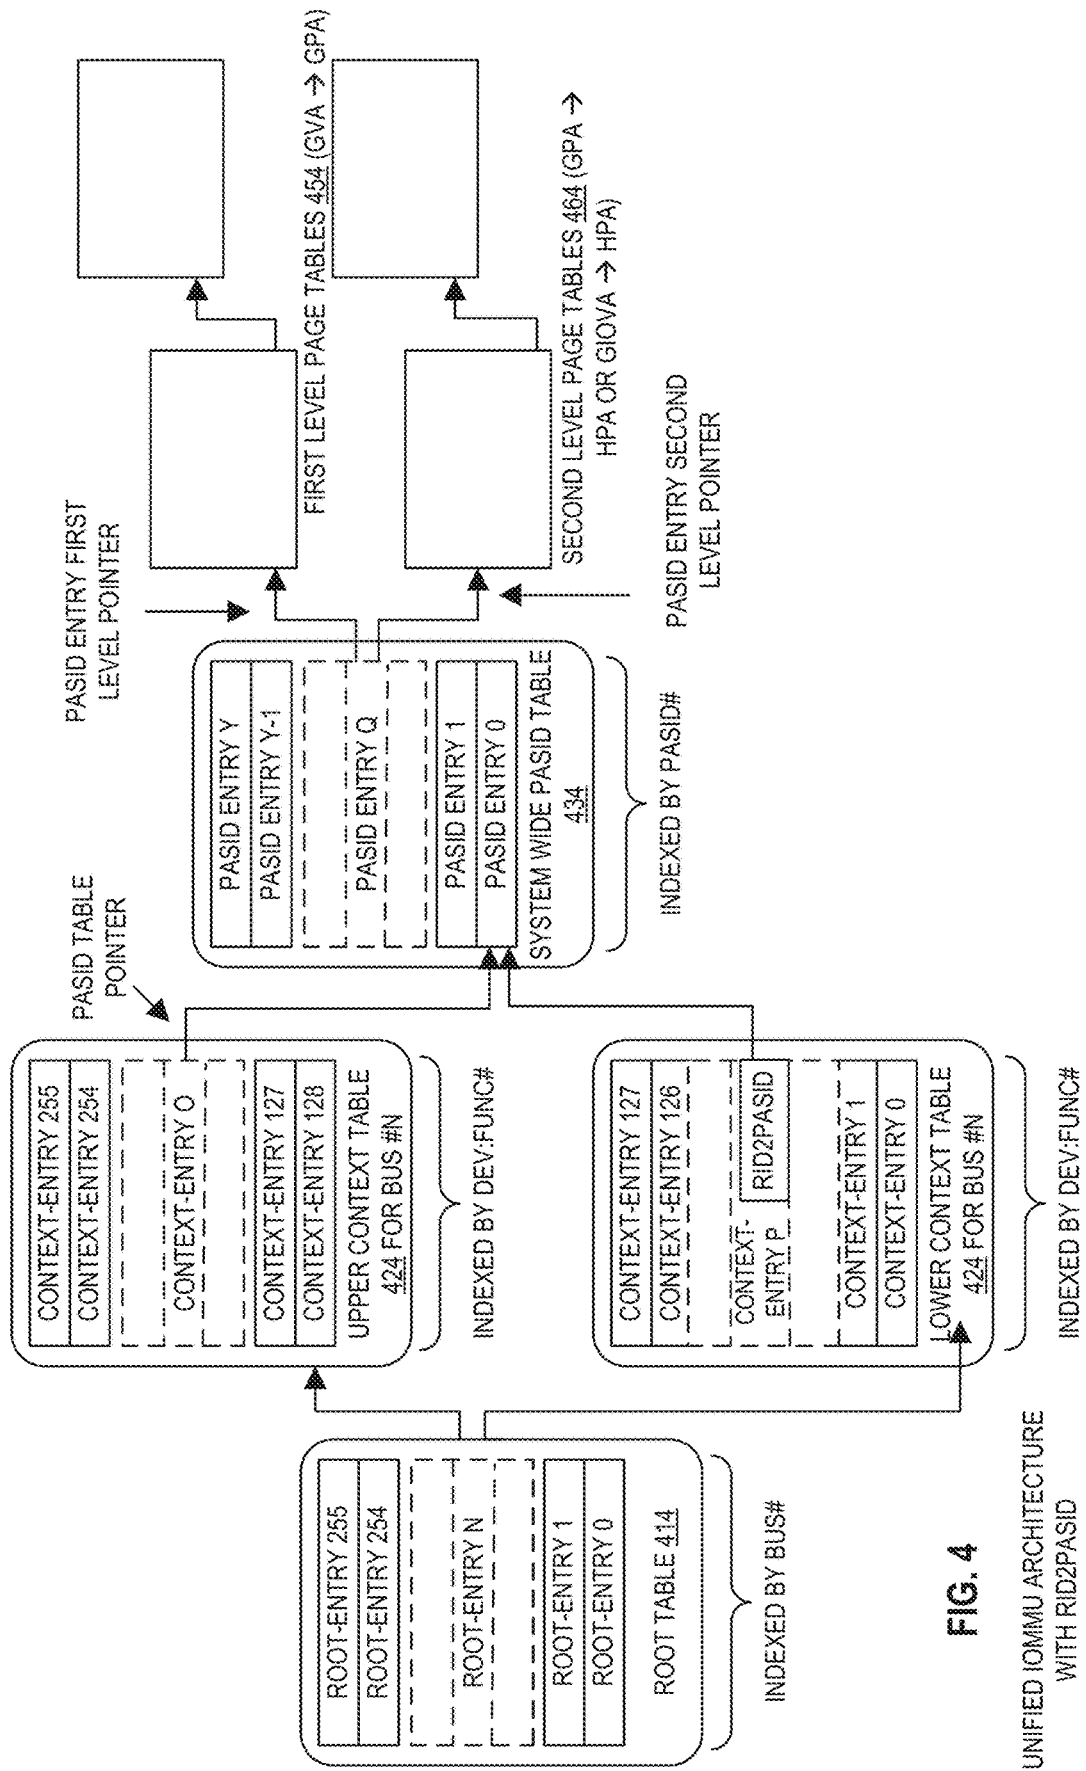 ROOT-ENTRY 255
ROOT-ENTRY 254
ROOT-ENTRY N
ROOT-ENTRY 1
ROOT-ENTRY 0
ROOT TABLE 414
INDEXED BY BUS#
CONTEXT-ENTRY 255
CONTEXT-ENTRY 254
CONTEXT-ENTRY O
CONTEXT-ENTRY 127
CONTEXT-ENTRY 128
UPPER CONTEXT TABLE
424 FOR BUS #N
INDEXED BY DEV:FUNC#
CONTEXT-ENTRY 127
CONTEXT-ENTRY 126
CONTEXT-
ENTRY P
RID2PASID
CONTEXT-ENTRY 1
CONTEXT-ENTRY 0
LOWER CONTEXT TABLE
424 FOR BUS #N
INDEXED BY DEV:FUNC#
PASID TABLE
POINTER
PASID ENTRY Y
PASID ENTRY Y-1
PASID ENTRY Q
PASID ENTRY 1
PASID ENTRY 0
SYSTEM WIDE PASID TABLE
434
INDEXED BY PASID#
PASID ENTRY FIRST
LEVEL POINTER
FIRST LEVEL PAGE TABLES 454 (GVA → GPA)
SECOND LEVEL PAGE TABLES 464 (GPA →
HPA OR GIOVA → HPA)
PASID ENTRY SECOND
LEVEL POINTER
FIG. 4
UNIFIED IOMMU ARCHITECTURE
WITH RID2PASID